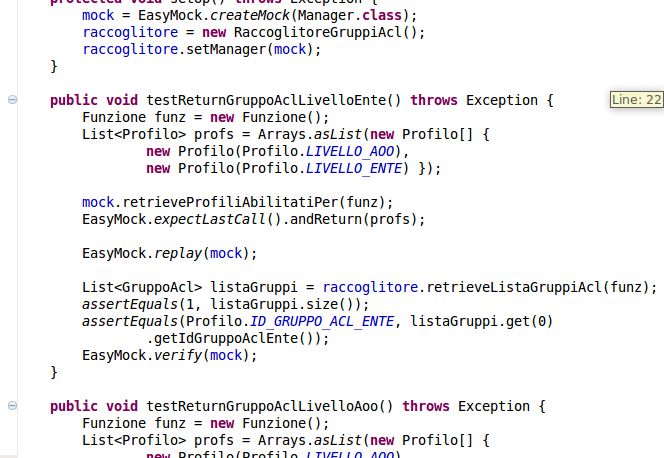 protected void setUp() throws Exception {
mock = EasyMock.createMock(Manager.class);
raccoglitore = new RaccoglitoreGruppiAcl();
raccoglitore.setManager(mock);
}
public void testReturnGruppoAclLivelloEnte() throws Exception {
Line: 22
Funzione funz = new Funzione();
List<Profilo> profs = Arrays.asList(new Profilo[] {
new Profilo(Profilo.LIVELLO_AOO),
new Profilo(Profilo.LIVELLO_ENTE) });
mock.retrieveProfiliAbilitatiPer(funz);
EasyMock.expectLastCall().andReturn(profs);
EasyMock.replay(mock);
List<GruppoAcl> listaGruppi = raccoglitore.retrieveListaGruppiAcl(funz);
assertEquals(1, listaGruppi.size());
assertEquals(Profilo.ID_GRUPPO_ACL_ENTE, listaGruppi.get(0)
.getIdGruppoAclEnte());
EasyMock.verify(mock);
}
public void testReturnGruppoAclLivelloAoo() throws Exception {
Funzione funz = new Funzione();
List<Profilo> profs = Arrays.asList(new Profilo[] {
new Profilo(Profilo.LIVELLO_AOO)